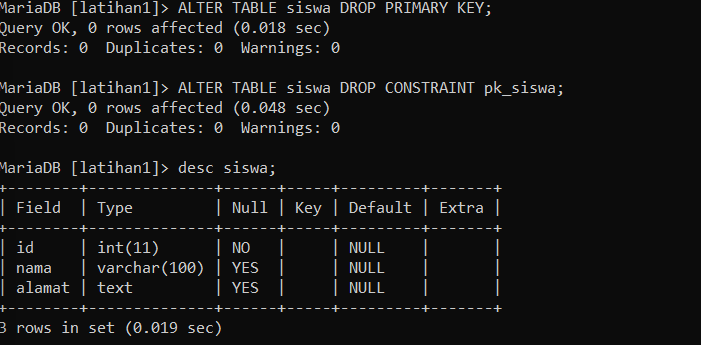 MariaDB [latihan1]> ALTER TABLE siswa DROP PRIMARY KEY;
Query OK, 0 rows affected (0.018 sec)
Records: 0  Duplicates: 0  Warnings: 0

MariaDB [latihan1]> ALTER TABLE siswa DROP CONSTRAINT pk_siswa;
Query OK, 0 rows affected (0.048 sec)
Records: 0  Duplicates: 0  Warnings: 0

MariaDB [latihan1]> desc siswa;
+--------+--------------+------+-----+---------+-------+
| Field  | Type         | Null | Key | Default | Extra |
+--------+--------------+------+-----+---------+-------+
| id     | int(11)      | NO   |     | NULL    |       |
| nama   | varchar(100) | YES  |     | NULL    |       |
| alamat | text         | YES  |     | NULL    |       |
+--------+--------------+------+-----+---------+-------+
3 rows in set (0.019 sec)